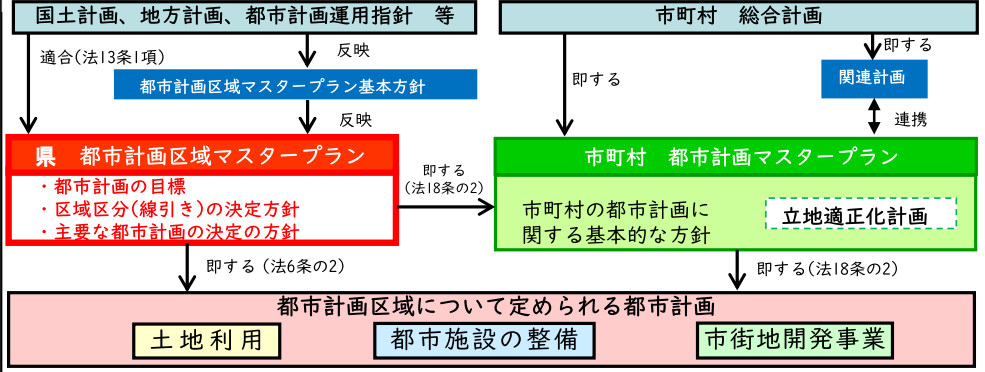 国土計画、地方計画、都市計画運用指針　等
市町村　総合計画
適合(法13条1項)
反映
即する
即する
都市計画区域マスタープラン基本方針
関連計画
反映
連携
県　都市計画区域マスタープラン
・都市計画の目標
・区域区分(線引き)の決定方針
・主要な都市計画の決定の方針
即する
(法18条の2)
市町村　都市計画マスタープラン
市町村の都市計画に
関する基本的な方針
立地適正化計画
即する (法6条の2)
即する(法18条の2)
都市計画区域について定められる都市計画
土地利用
都市施設の整備
市街地開発事業